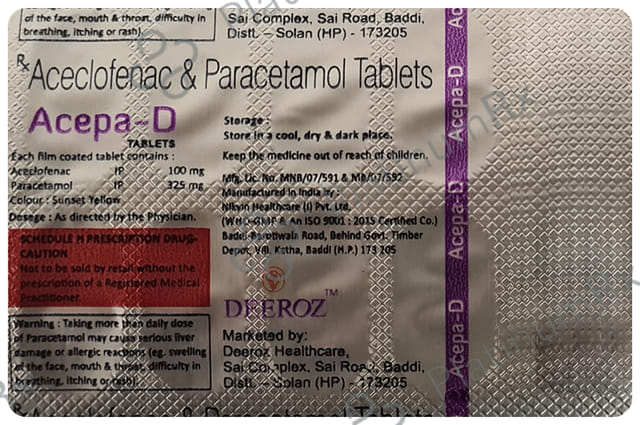 of the face, mouth & throat, difficulty in
breathing, itching or rash).
Sai Complex, Sai Road, Baddi,
Distt. – Solan (HP) - 173205
Rx Aceclofenac & Paracetamol Tablets
Acepa-D
TABLETS
Each film coated tablet contains :
Aceclofenac IP 100 mg
Paracetamol IP 325 mg
Colour : Sunset Yellow
Dosage : As directed by the Physician.
SCHEDULE H PRESCRIPTION DRUG-
CAUTION
Not to be sold by retail without the
prescription of a Registered Medical
Practitioner.
Warning : Taking more than daily dose
of Paracetamol may cause serious liver
damage or allergic reactions (eg. swelling
of the face, mouth & throat, difficulty in
breathing, itching or rash).
Storage :
Store in a cool, dry & dark place.
Keep the medicine out of reach of children.
Mfg. Lic. No. MNB/07/591 & MB/07/592
Manufactured in India by :
Nikvin Healthcare (I) Pvt. Ltd.
(WHO-GMP & An ISO 9001 : 2015 Certified Co.)
Baddi-Barotiwala Road, Behind Govt. Timber
Depot, Vill. Katha, Baddi (H.P.) 173 205
DEEROZ™
Marketed by:
Deeroz Healthcare,
Sai Complex, Sai Road, Baddi,
Distt. – Solan (HP) - 173205
Acepa-D
Acepa-D
Acepa-D
Aceclofenac & Paracetamol Tablets